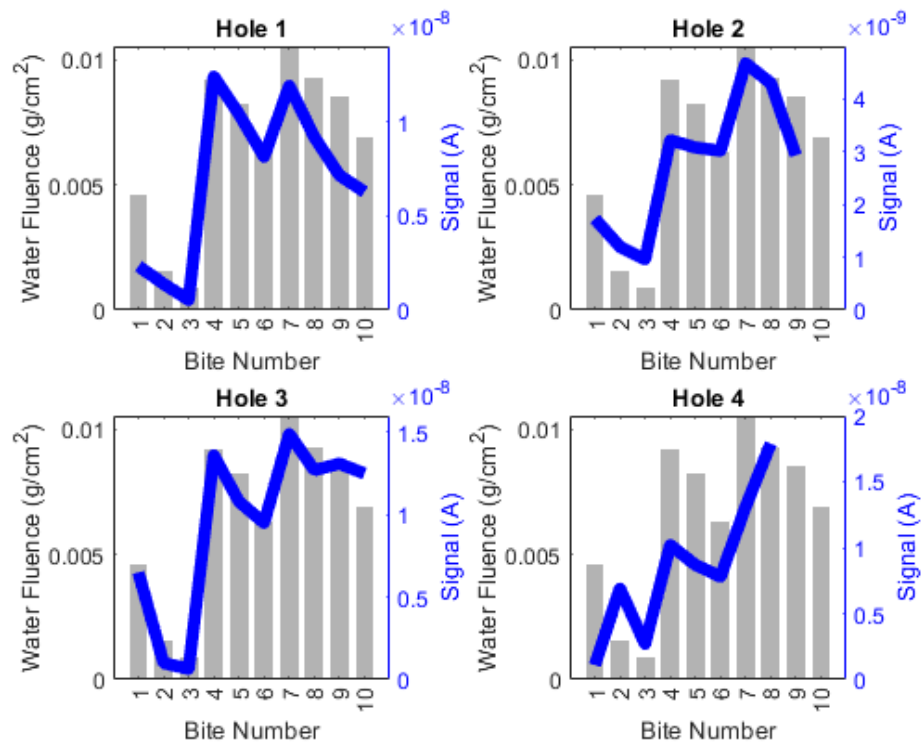 Hole 1
×10⁻⁸
Water Fluence (g/cm²)
0.01
0.005
0
1
0.5
0
Signal (A)
1 2 3 4 5 6 7 8 9 10
Bite Number
Hole 2
×10⁻⁹
Water Fluence (g/cm²)
0.01
0.005
0
4
3
2
1
0
Signal (A)
1 2 3 4 5 6 7 8 9 10
Bite Number
Hole 3
×10⁻⁸
Water Fluence (g/cm²)
0.01
0.005
0
1.5
1
0.5
0
Signal (A)
1 2 3 4 5 6 7 8 9 10
Bite Number
Hole 4
×10⁻⁸
Water Fluence (g/cm²)
0.01
0.005
0
2
1.5
1
0.5
0
Signal (A)
1 2 3 4 5 6 7 8 9 10
Bite Number